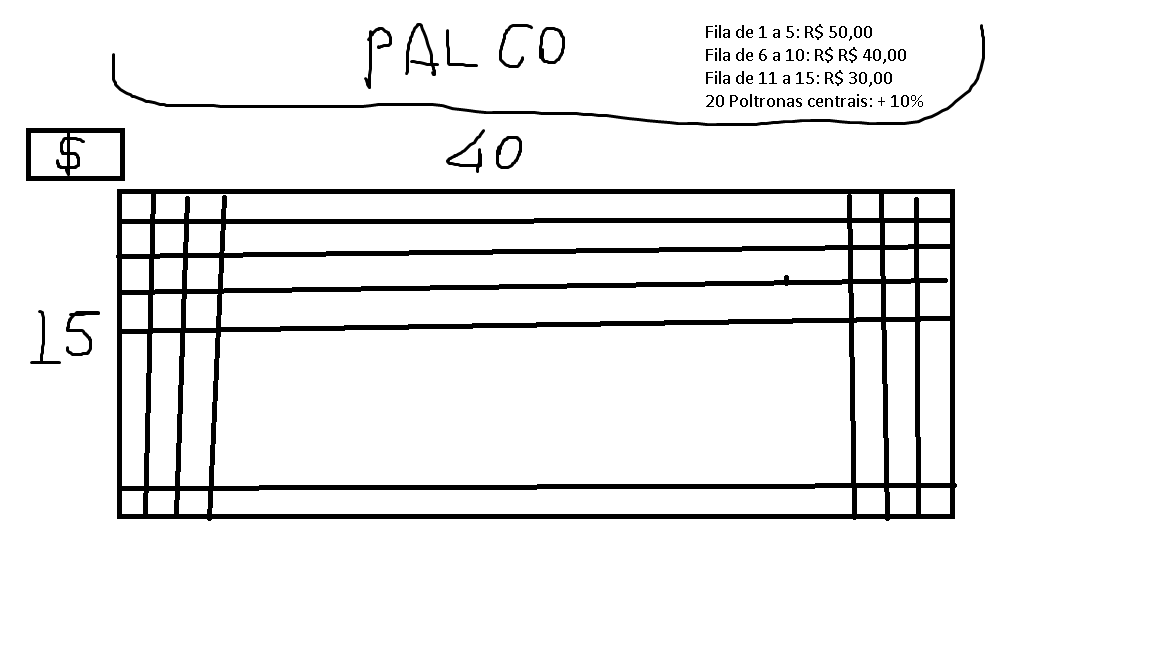 PALCO
Fila de 1 a 5: R$ 50,00
Fila de 6 a 10: R$ R$ 40,00
Fila de 11 a 15: R$ 30,00
20 Poltronas centrais: + 10%
$
40
15